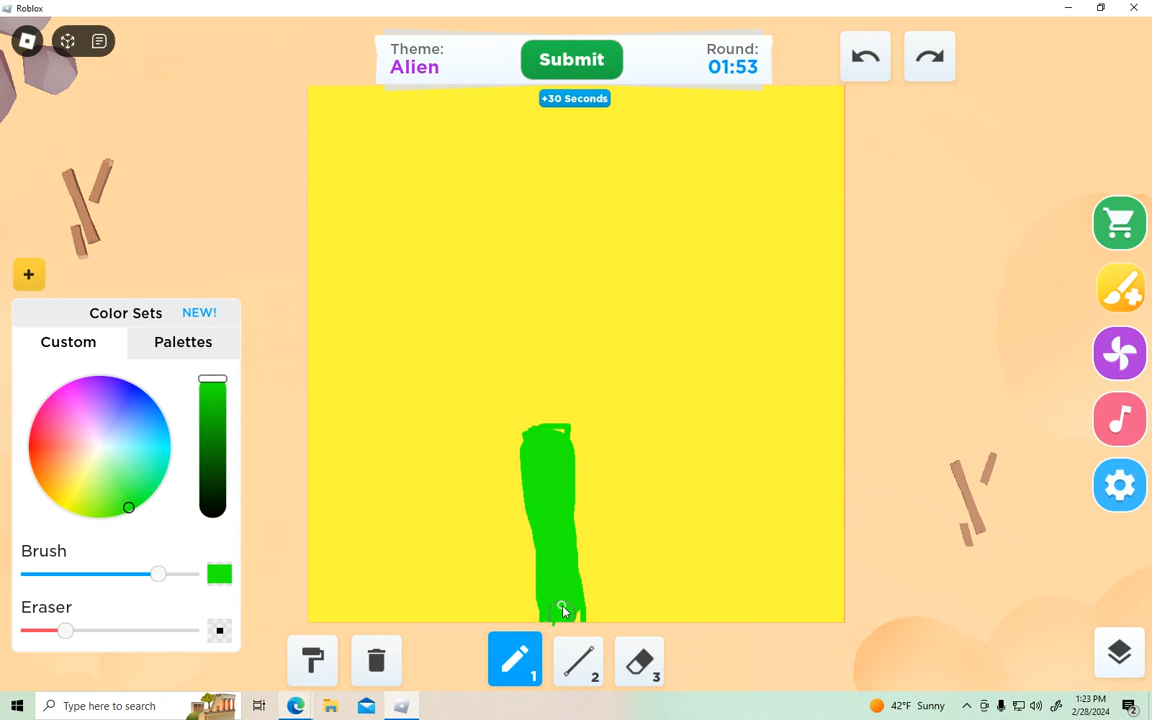 Roblox
Theme:
Alien
Submit
Round:
01:53
+30 Seconds
+
Color Sets NEW!
Custom Palettes
Brush
Eraser
1
2
3
Type here to search
42°F Sunny
1:23 PM
2/28/2024
2